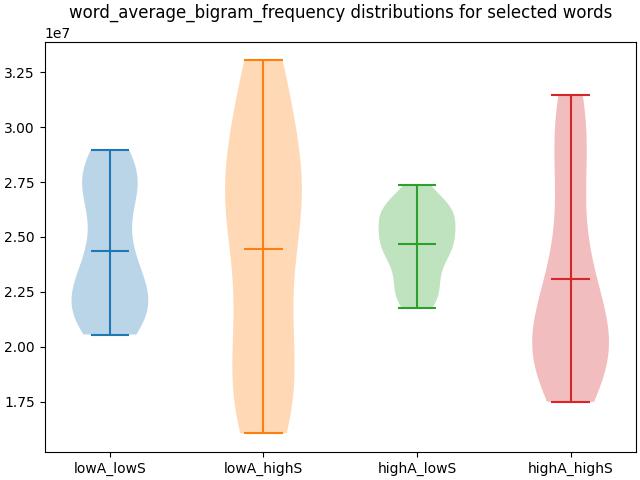 word_average_bigram_frequency distributions for selected words
1e7
3.25
3.00
2.75
2.50
2.25
2.00
1.75
lowA_lowS
lowA_highS
highA_lowS
highA_highS